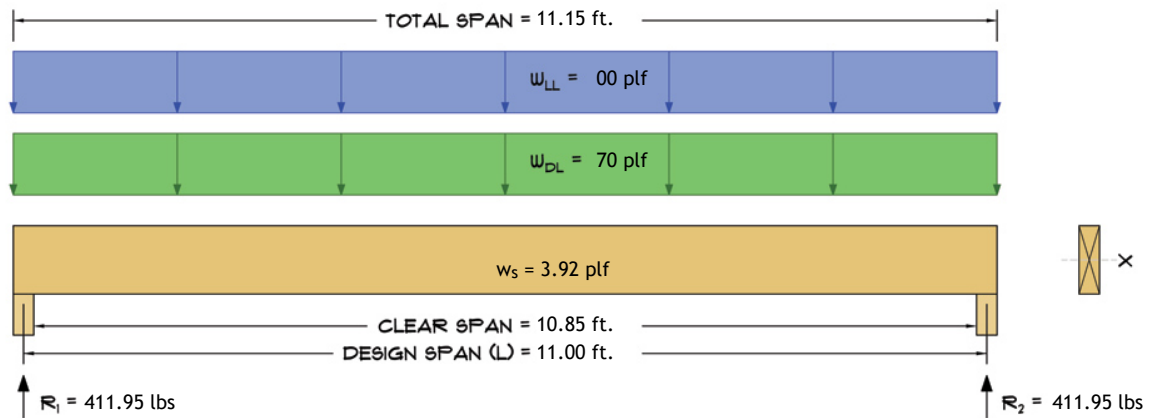 TOTAL SPAN = 11.15 ft.
wLL = 00 plf
wDL = 70 plf
ws = 3.92 plf
X
CLEAR SPAN = 10.85 ft.
DESIGN SPAN (L) = 11.00 ft.
R1 = 411.95 lbs
R2 = 411.95 lbs